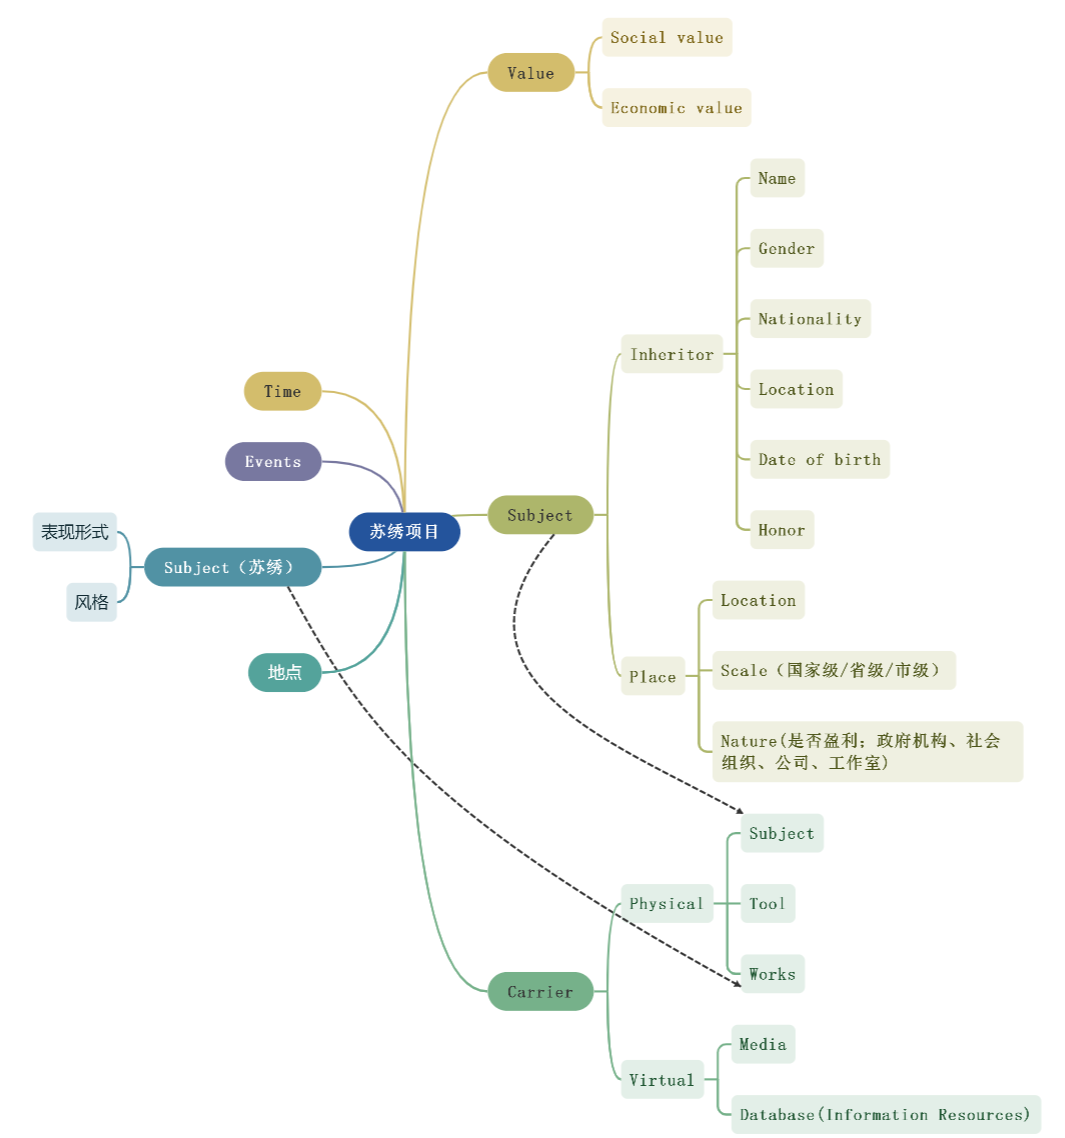 Social value
Value
Economic value
Name
Gender
Nationality
Inheritor
Location
Time
Date of birth
Events
Subject
Honor
表现形式
苏绣项目
Subject（苏绣）
风格
Location
地点
Place
Scale（国家级/省级/市级）
Nature(是否盈利；政府机构、社会
组织、公司、工作室)
Subject
Physical
Tool
Works
Carrier
Media
Virtual
Database(Information Resources)